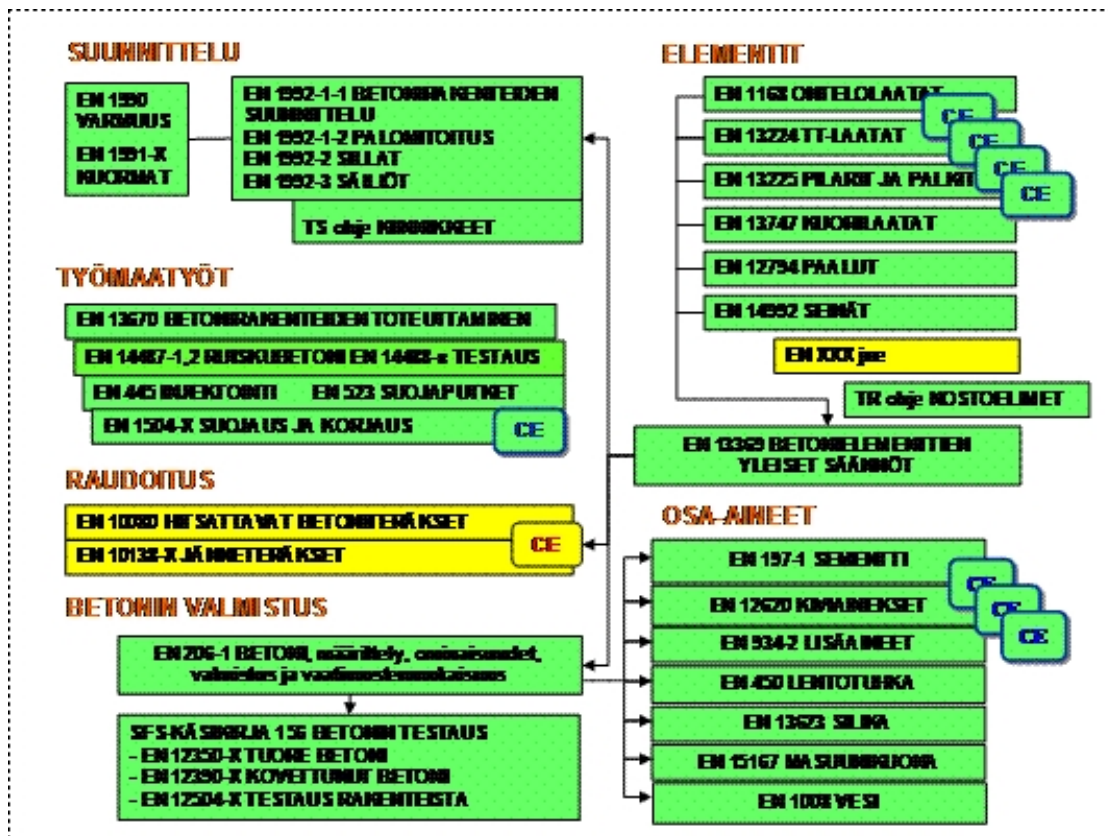 SUUNNITTELU
EN 1990
VARMUUS
EN 1991-X
KUORMAT
EN 1992-1-1 BETONIRAKENTEIDEN
SUUNNITTELU
EN 1992-1-2 PALOMITOITUS
EN 1992-2 SILLAT
EN 1992-3 SÄILIÖT
TS ohje KIINNIKKEET
TYÖMAATYÖT
EN 13670 BETONIRAKENTEIDEN TOTEUTTAMINEN
EN 14487-1,2 RUISKUBETONI EN 14488-x TESTAUS
EN 445 INJEKTOINTI EN 523 SUOJAPUTKET
EN 1504-X SUOJAUS JA KORJAUS
CE
RAUDOITUS
EN 10080 HITSATTAVAT BETONITERÄKSET
EN 10138-X JÄNNETERÄKSET
CE
BETONIN VALMISTUS
EN 206-1 BETONI, määrittely, ominaisuudet,
valmistus ja vaatimustenmukaisuus
SFS-KÄSIKIRJA 156 BETONIN TESTAUS
- EN 12350-X TUORE BETONI
- EN 12390-X KOVETTUNUT BETONI
- EN 12504-X TESTAUS RAKENTEISTA
ELEMENTIT
EN 1168 ONTELOLAATAT
EN 13224 TT-LAATAT
EN 13225 PILARIT JA PALKIT
CE
CE
CE
CE
EN 13747 KUORILAATAT
EN 12794 PAALUT
EN 14992 SEINÄT
EN XXX jne
TR ohje NOSTOELIMET
EN 13369 BETONIELEMENTTIEN
YLEISET SÄÄNNÖT
OSA-AINEET
EN 197-1 SEMENTTI
EN 12620 KIVIAINEKSET
EN 934-2 LISÄAINEET
CE
CE
CE
EN 450 LENTOTUHKA
EN 13623 SILIKA
EN 15167 MASUUNIKUONA
EN 1008 VESI